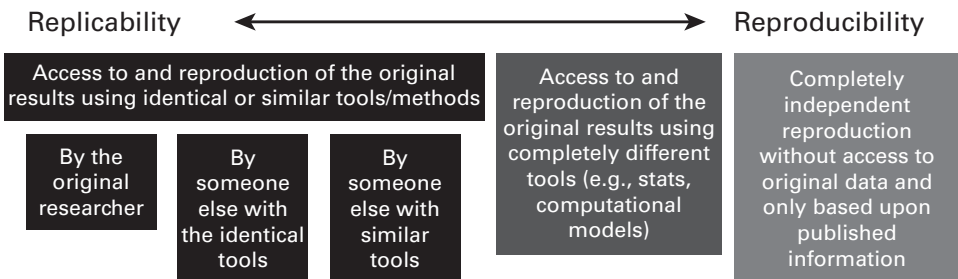 Replicability
Reproducibility
Access to and reproduction of the original
results using identical or similar tools/methods
By the
original
researcher
By
someone
else with
the identical
tools
By
someone
else with
similar
tools
Access to and
reproduction of the
original results using
completely different
tools (e.g., stats,
computational
models)
Completely
independent
reproduction
without access to
original data and
only based upon
published
information